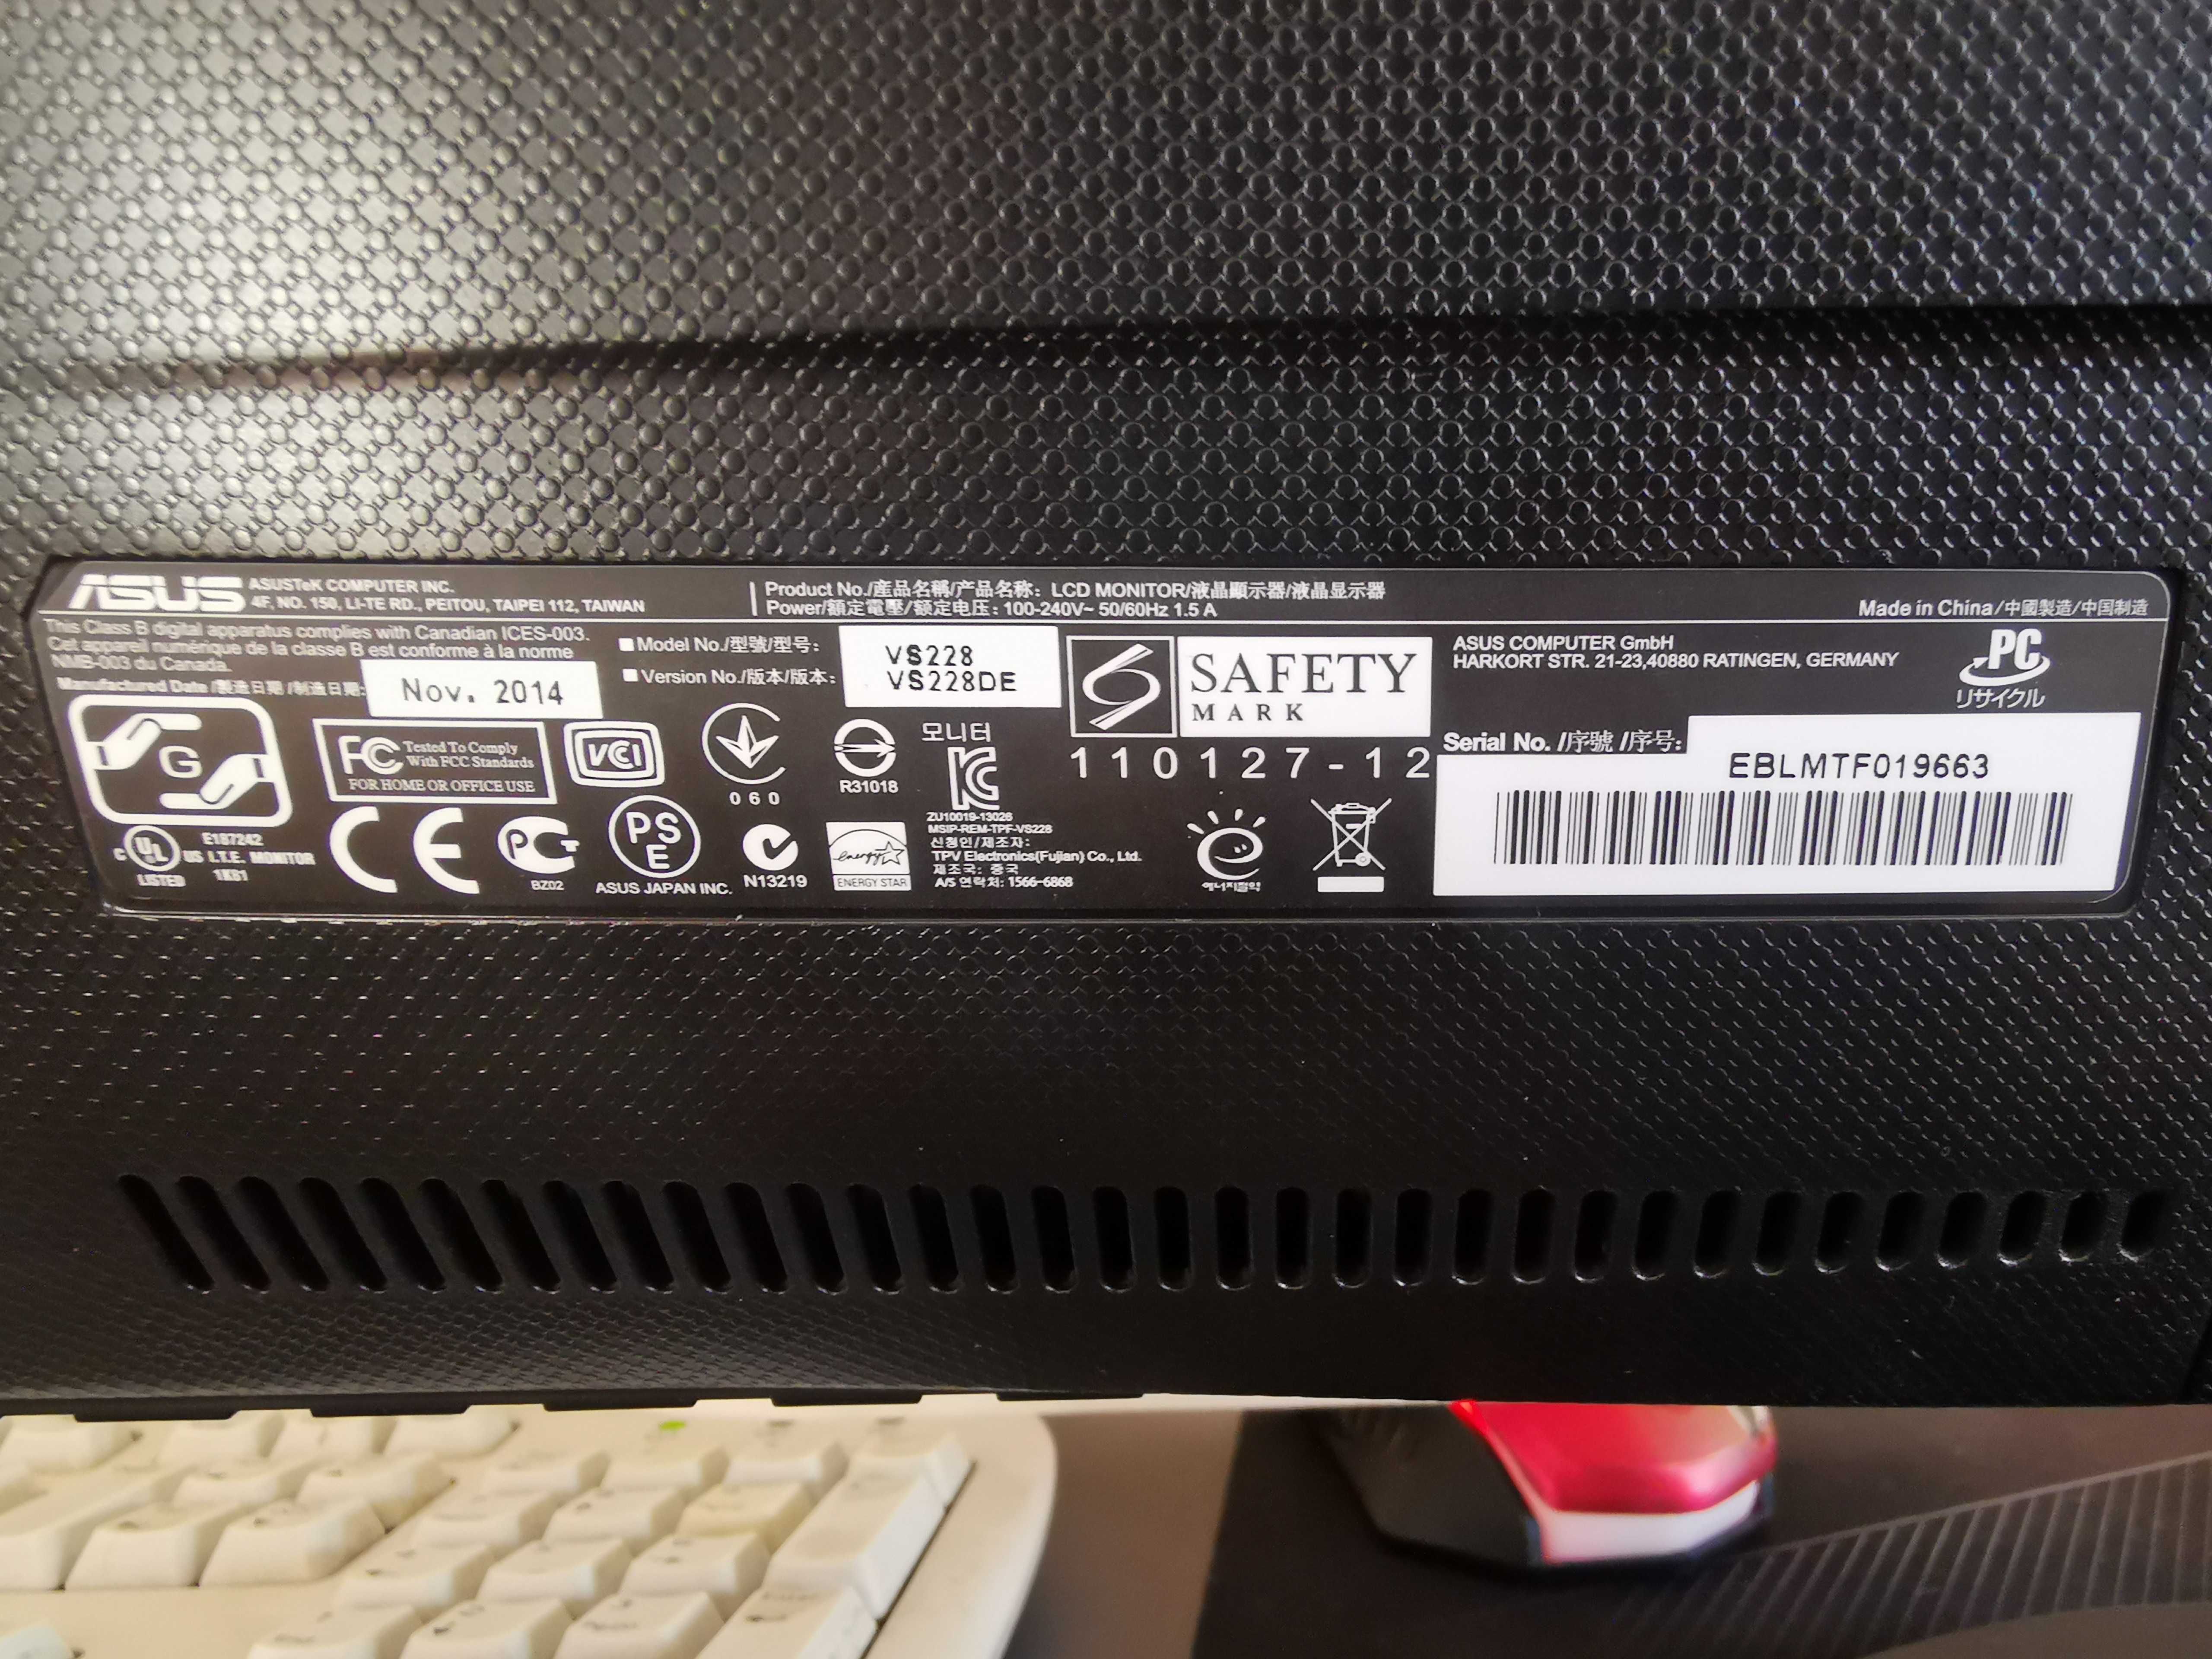 ASUS ASUSTeK COMPUTER INC.
4F, NO. 150, LI-TE RD., PEITOU, TAIPEI 112, TAIWAN
Product No./產品名稱/产品名称: LCD MONITOR/液晶顯示器/液晶显示器
Power/額定電壓/额定电压: 100-240V~ 50/60Hz 1.5 A
Made in China/中國製造/中国制造
This Class B digital apparatus complies with Canadian ICES-003.
Cet appareil numérique de la classe B est conforme à la norme
NMB-003 du Canada.
Manufactured Date /製造日期 /制造日期:
Nov. 2014
Model No./型號/型号: VS228
Version No./版本/版本: VS228DE
SAFETY
MARK
110127-12
ASUS COMPUTER GmbH
HARKORT STR. 21-23,40880 RATINGEN, GERMANY
PC
リサイクル
Serial No. /序號 /序号:
EBLMTF019663
G
FC Tested To Comply
With FCC Standards
FOR HOME OR OFFICE USE
VCI
060
R31018
모니터
KC
ZU10019-13026
MSIP-REM-TPF-VS228
신청인/제조자:
TPV Electronics(Fujian) Co., Ltd.
제조국: 중국
A/S 연락처: 1566-6868
C UL US
LISTED
E187242
I.T.E. MONITOR
1K81
CE
PCT
BZ02
PSE
ASUS JAPAN INC.
N13219
energy
ENERGY STAR
에너지절약